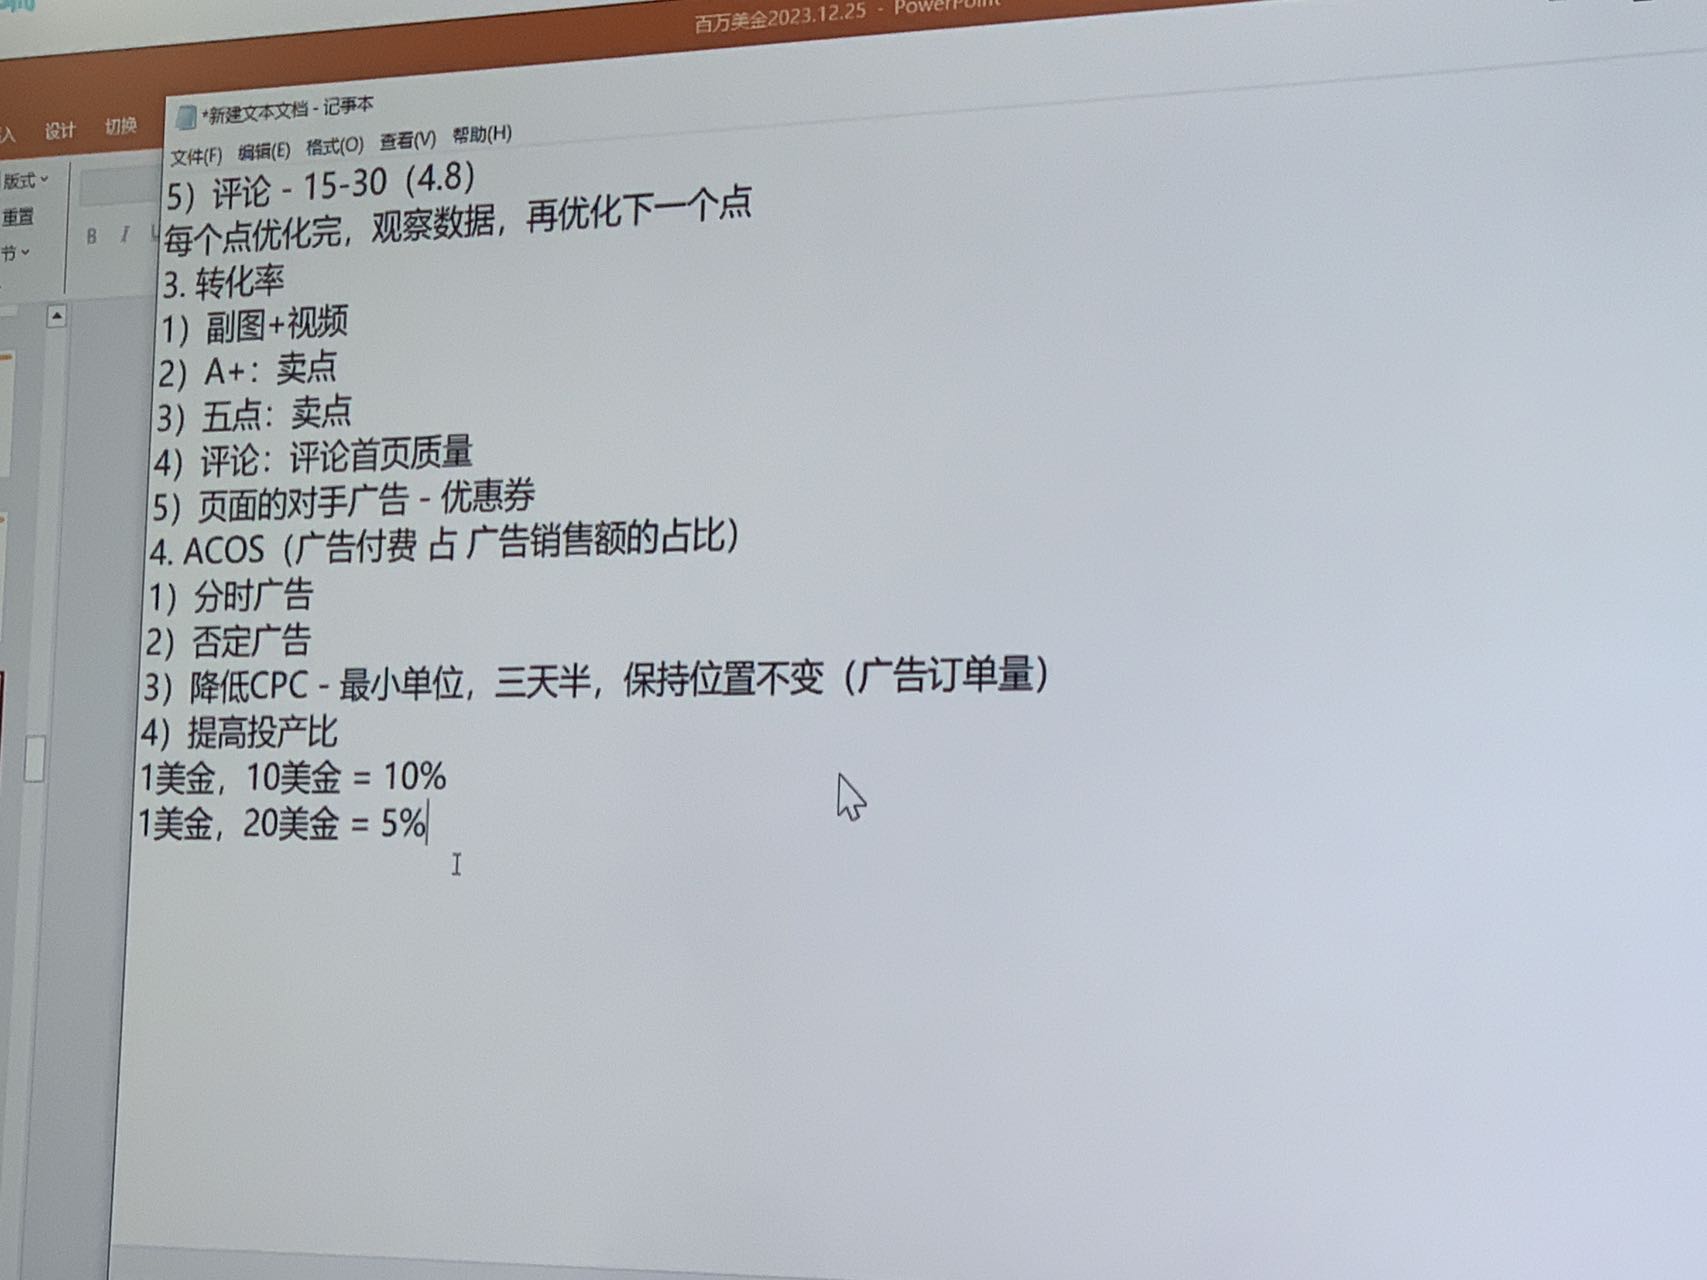 百万美金2023.12.25 - PowerPoint
*新建文本文档 - 记事本
入 设计 切换
文件(F) 编辑(E) 格式(O) 查看(V) 帮助(H)
版式
重置
节
B I
5）评论 - 15-30（4.8）
每个点优化完，观察数据，再优化下一个点
3. 转化率
1）副图+视频
2）A+：卖点
3）五点：卖点
4）评论：评论首页质量
5）页面的对手广告 - 优惠券
4. ACOS（广告付费 占 广告销售额的占比）
1）分时广告
2）否定广告
3）降低CPC - 最小单位，三天半，保持位置不变（广告订单量）
4）提高投产比
1美金，10美金 = 10%
1美金，20美金 = 5%